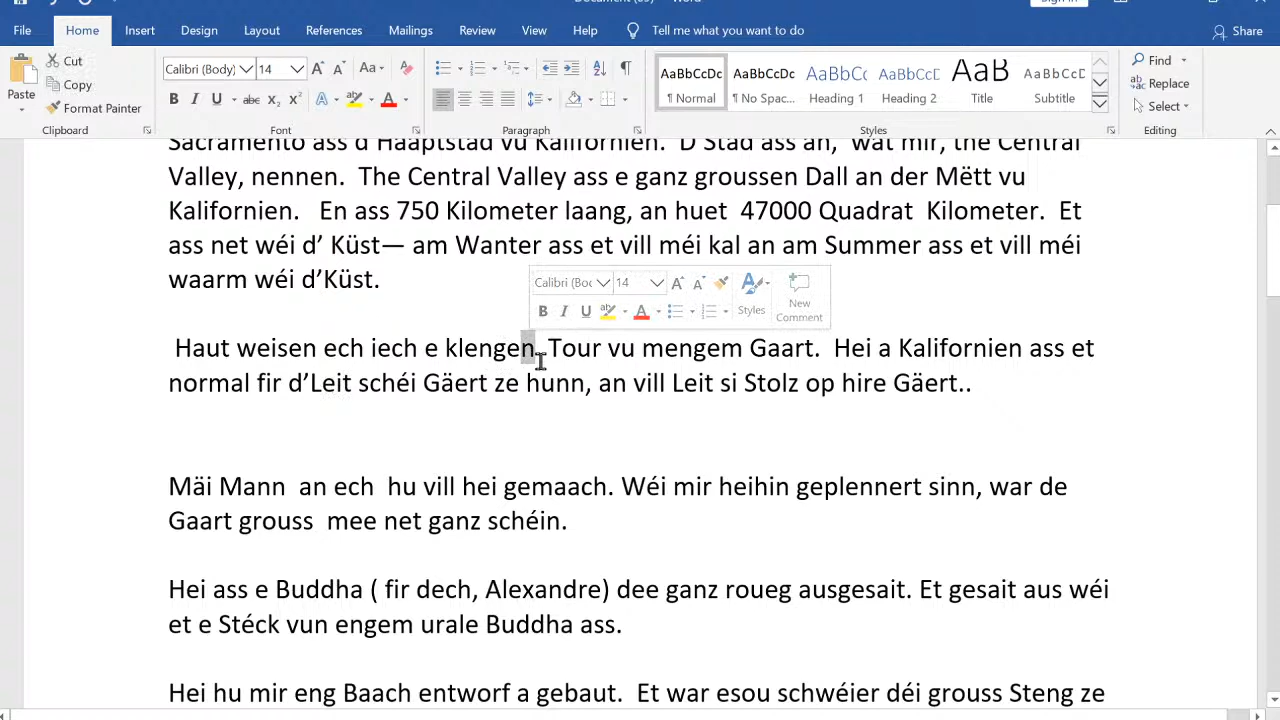 Sign in
File Home Insert Design Layout References Mailings Review View Help Tell me what you want to do Share
Paste Cut Copy Format Painter
Calibri (Body) 14
AaBbCcDc AaBbCcDc AaBbCc AaBbCcD AaB AaBbCcD
¶ Normal ¶ No Spac... Heading 1 Heading 2 Title Subtitle
Find Replace Select
Clipboard Font Paragraph Styles Editing
Sacramento ass d'Haaptstad vu Kalifornien. D'Stad ass an, wat mir, the Central
Valley, nennen. The Central Valley ass e ganz groussen Dall an der Mëtt vu
Kalifornien. En ass 750 Kilometer laang, an huet 47000 Quadrat Kilometer. Et
ass net wéi d’ Küst— am Wanter ass et vill méi kal an am Summer ass et vill méi
waarm wéi d’Küst.
Calibri (Boc 14
Styles New Comment
Haut weisen ech iech e klengen. Tour vu mengem Gaart. Hei a Kalifornien ass et
normal fir d’Leit schéi Gäert ze hunn, an vill Leit si Stolz op hire Gäert..
Mäi Mann an ech hu vill hei gemaach. Wéi mir heihin geplennert sinn, war de
Gaart grouss mee net ganz schéin.
Hei ass e Buddha ( fir dech, Alexandre) dee ganz roueg ausgesait. Et gesait aus wéi
et e Stéck vun engem urale Buddha ass.
Hei hu mir eng Baach entworf a gebaut. Et war esou schwéier déi grouss Steng ze